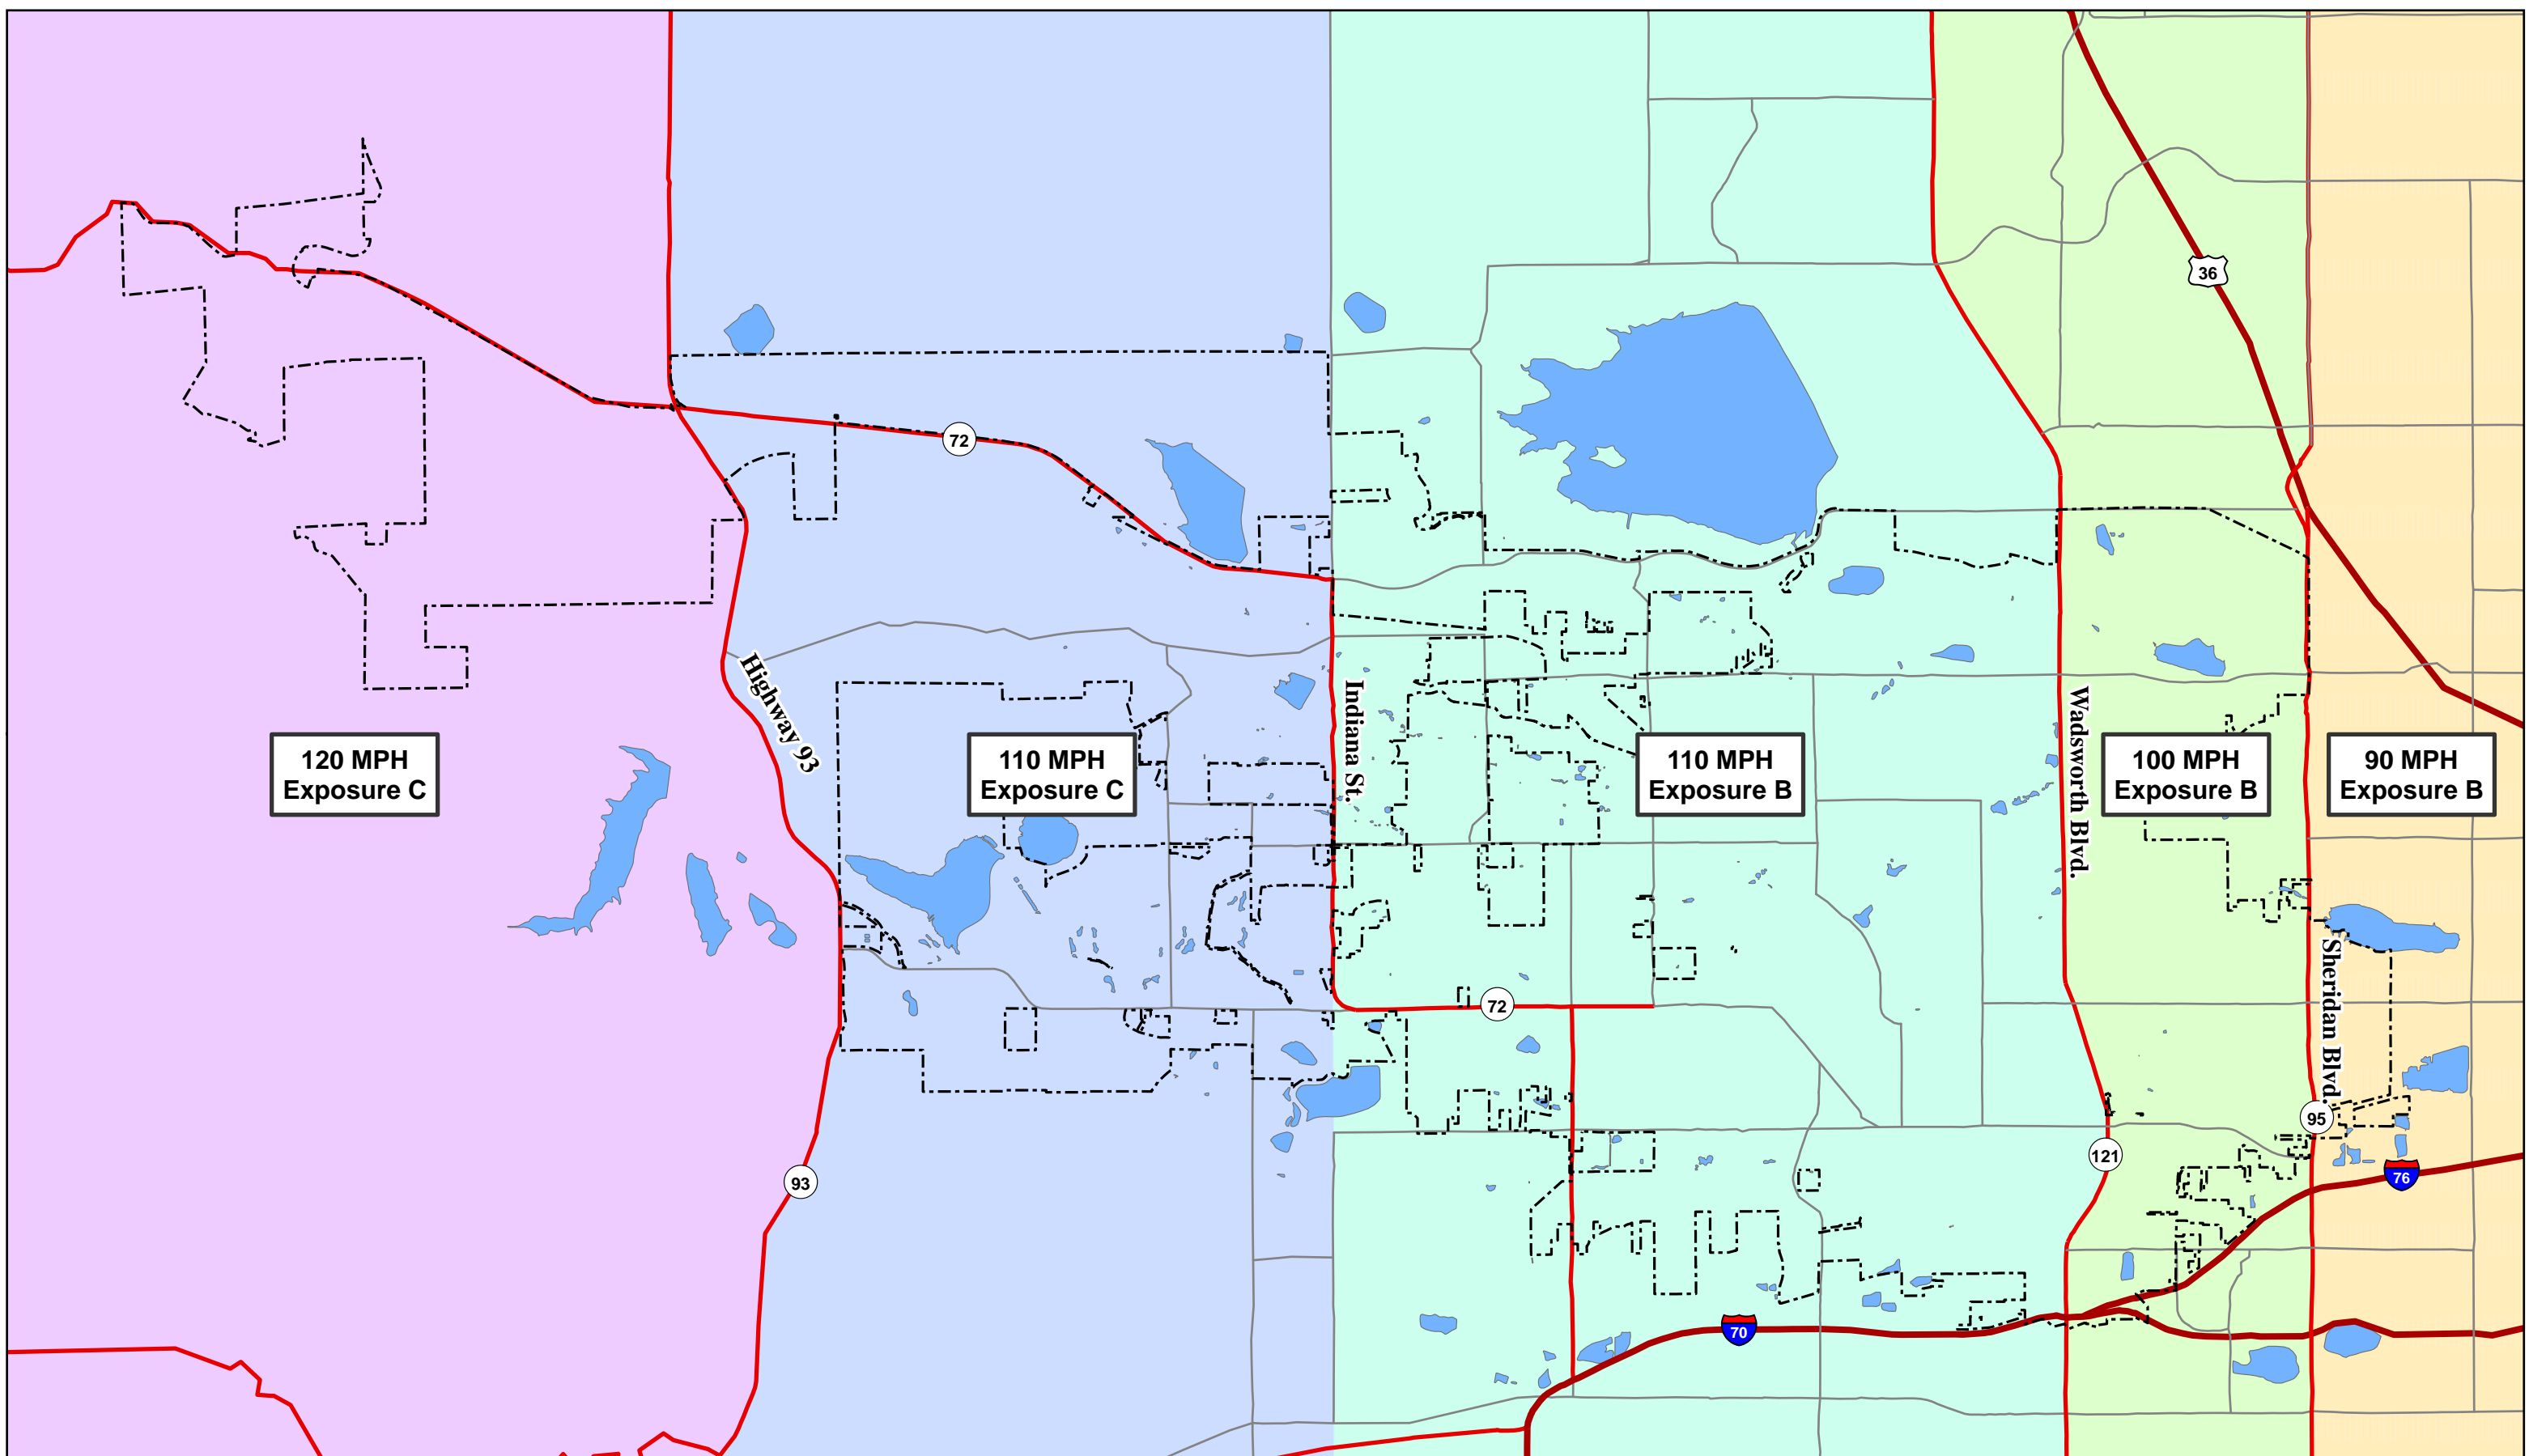 36
72
Highway 93
Indiana St.
Wadsworth Blvd.
120 MPH
Exposure C
110 MPH
Exposure C
110 MPH
Exposure B
100 MPH
Exposure B
90 MPH
Exposure B
Sheridan Blvd.
72
95
121
76
93
70